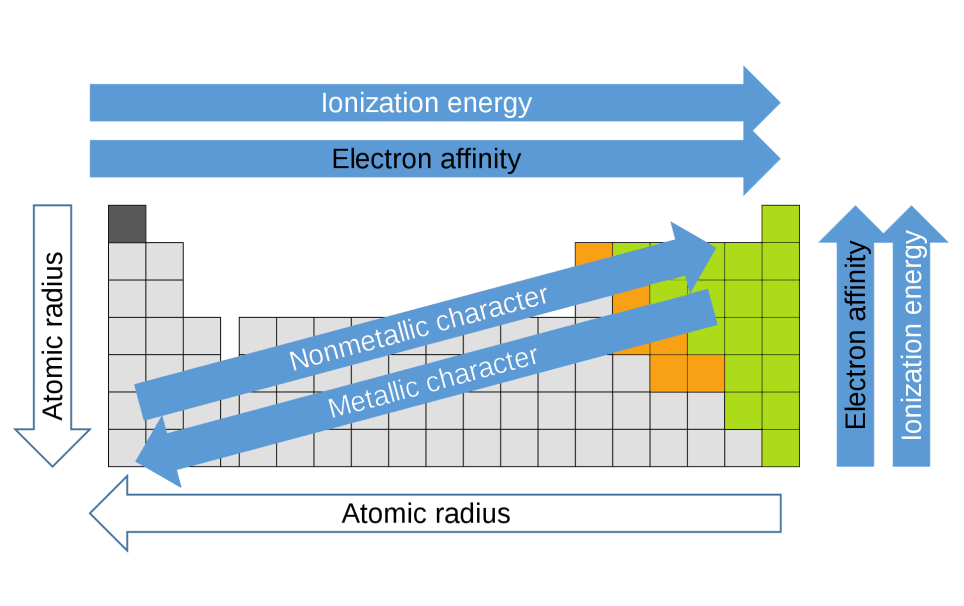 Ionization energy
Electron affinity
Atomic radius
Nonmetallic character
Metallic character
Electron affinity
Ionization energy
Atomic radius